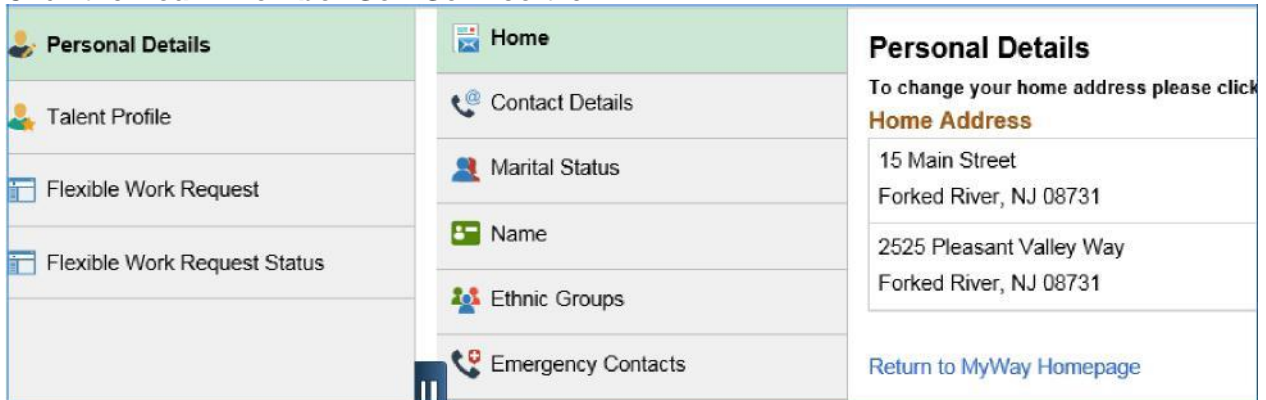 Personal Details
Talent Profile
Flexible Work Request
Flexible Work Request Status
Home
Contact Details
Marital Status
Name
Ethnic Groups
Emergency Contacts
Personal Details
To change your home address please click
Home Address
15 Main Street
Forked River, NJ 08731
2525 Pleasant Valley Way
Forked River, NJ 08731
Return to MyWay Homepage